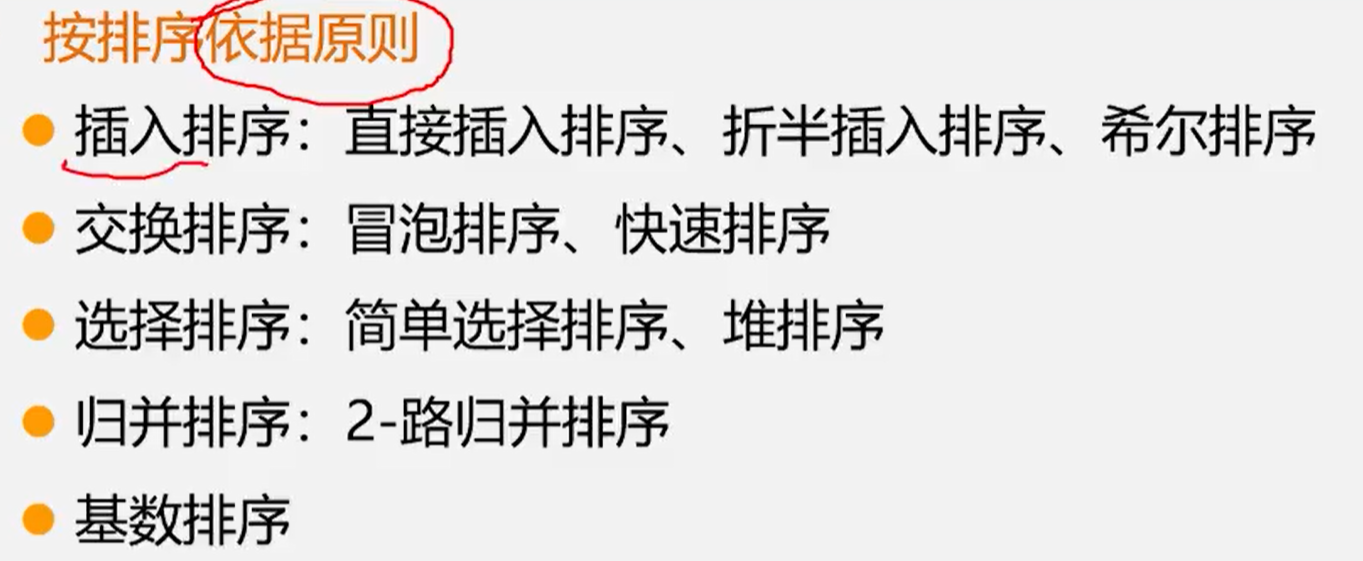 按排序依据原则
插入排序：直接插入排序、折半插入排序、希尔排序
交换排序：冒泡排序、快速排序
选择排序：简单选择排序、堆排序
归并排序：2-路归并排序
基数排序